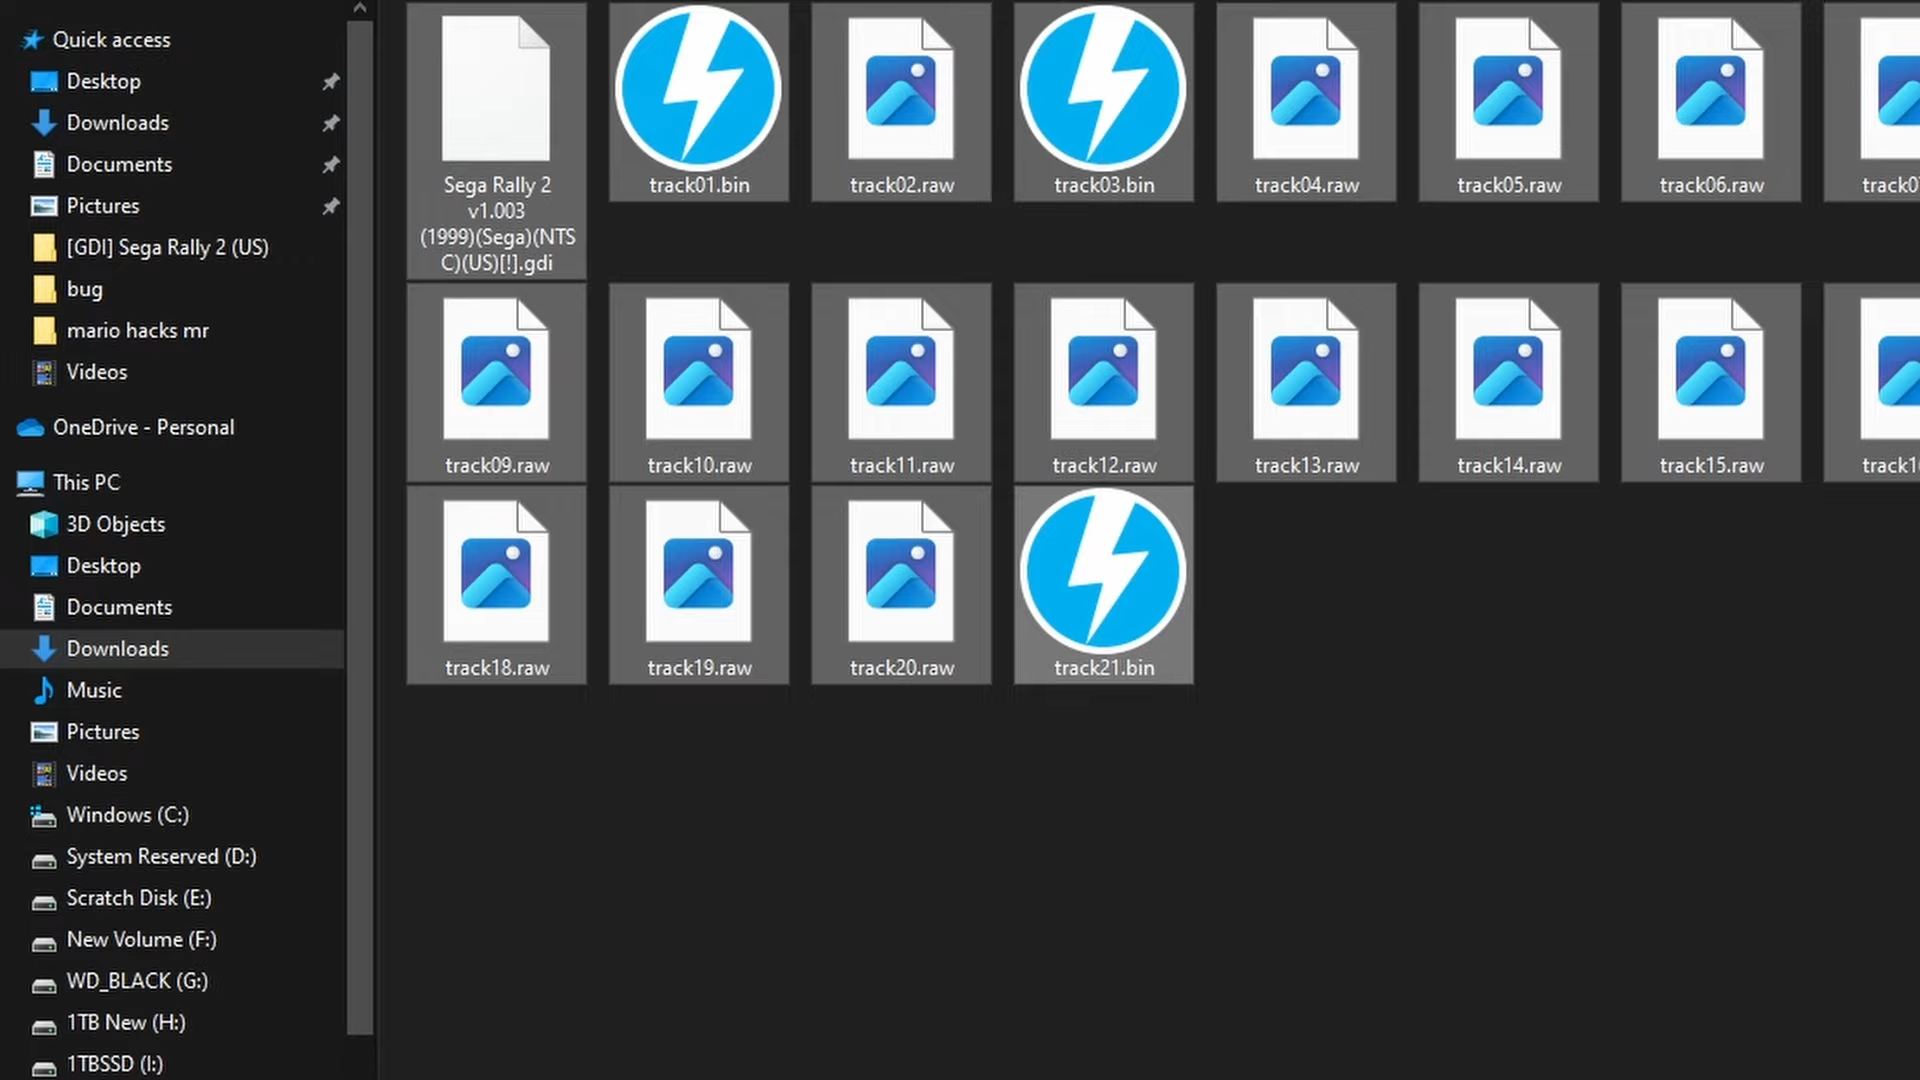 Quick access
Desktop
Downloads
Documents
Pictures
[GDI] Sega Rally 2 (US)
bug
mario hacks mr
Videos
OneDrive - Personal
This PC
3D Objects
Desktop
Documents
Downloads
Music
Pictures
Videos
Windows (C:)
System Reserved (D:)
Scratch Disk (E:)
New Volume (F:)
WD_BLACK (G:)
1TB New (H:)
1TBSSD (I:)
Sega Rally 2
v1.003
(1999)(Sega)(NTS
C)(US)[!].gdi
track01.bin
track02.raw
track03.bin
track04.raw
track05.raw
track06.raw
track09.raw
track10.raw
track11.raw
track12.raw
track13.raw
track14.raw
track15.raw
track18.raw
track19.raw
track20.raw
track21.bin